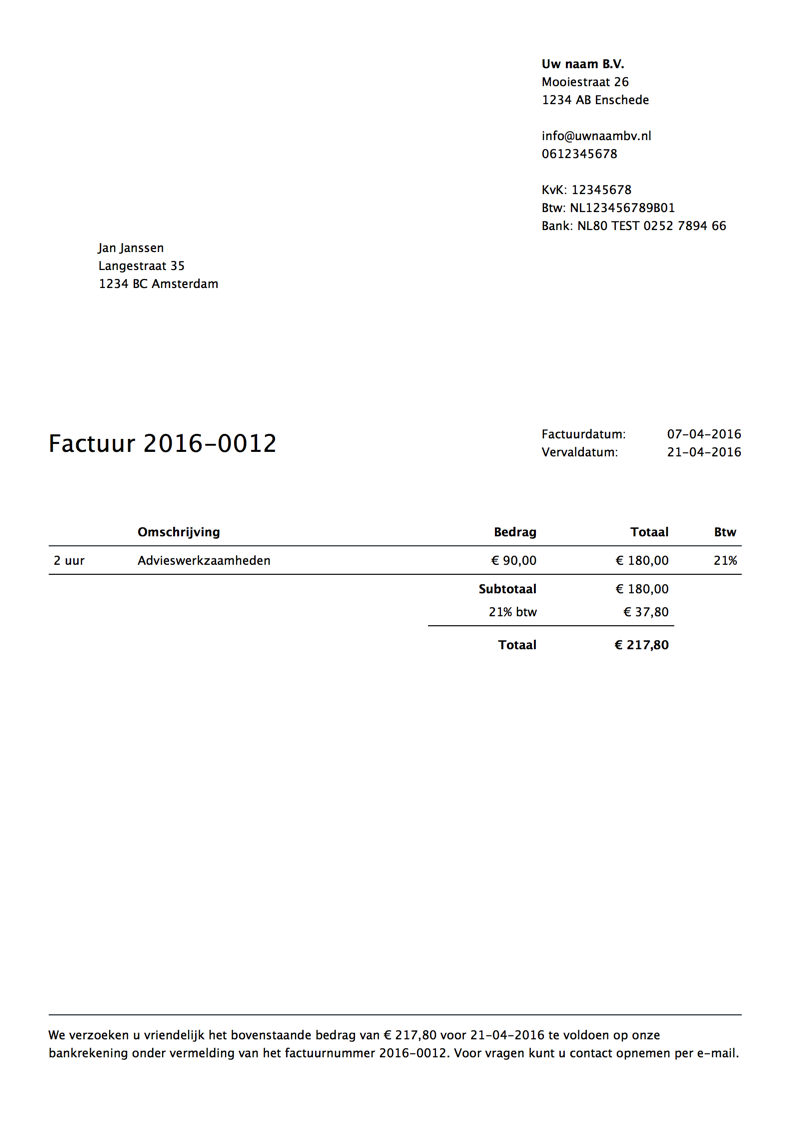 Uw naam B.V.
Mooiestraat 26
1234 AB Enschede
info@uwnaambv.nl
0612345678
KvK: 12345678
Btw: NL123456789B01
Bank: NL80 TEST 0252 7894 66
Jan Janssen
Langestraat 35
1234 BC Amsterdam
Factuur 2016-0012
Factuurdatum: 07-04-2016
Vervaldatum: 21-04-2016
Omschrijving Bedrag Totaal Btw
2 uur Advieswerkzaamheden € 90,00 € 180,00 21%
Subtotaal € 180,00
21% btw € 37,80
Totaal € 217,80
We verzoeken u vriendelijk het bovenstaande bedrag van € 217,80 voor 21-04-2016 te voldoen op onze
bankrekening onder vermelding van het factuurnummer 2016-0012. Voor vragen kunt u contact opnemen per e-mail.